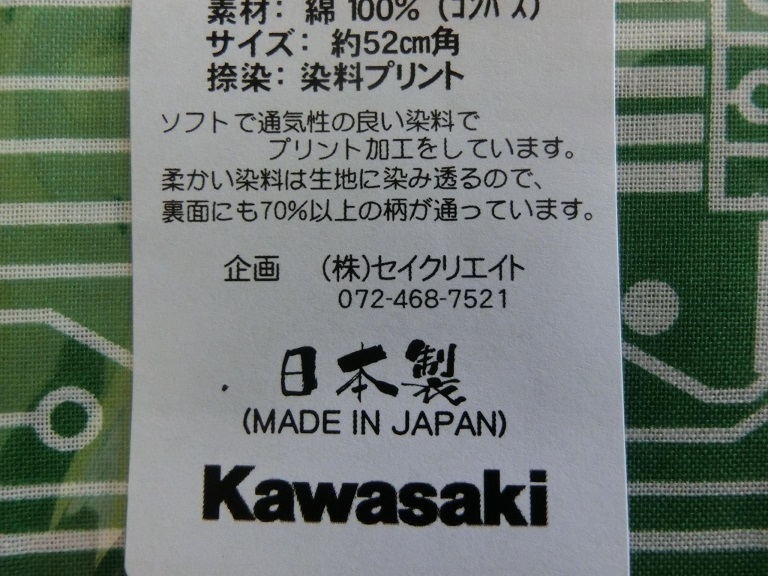 素材: 綿 100% (ｺﾝﾊﾟｽ)
サイズ: 約52cm角
捺染: 染料プリント
ソフトで通気性の良い染料で
プリント加工をしています。
柔かい染料は生地に染み透るので、
裏面にも70%以上の柄が通っています。
企画 (株)セイクリエイト
072-468-7521
日本製
(MADE IN JAPAN)
Kawasaki